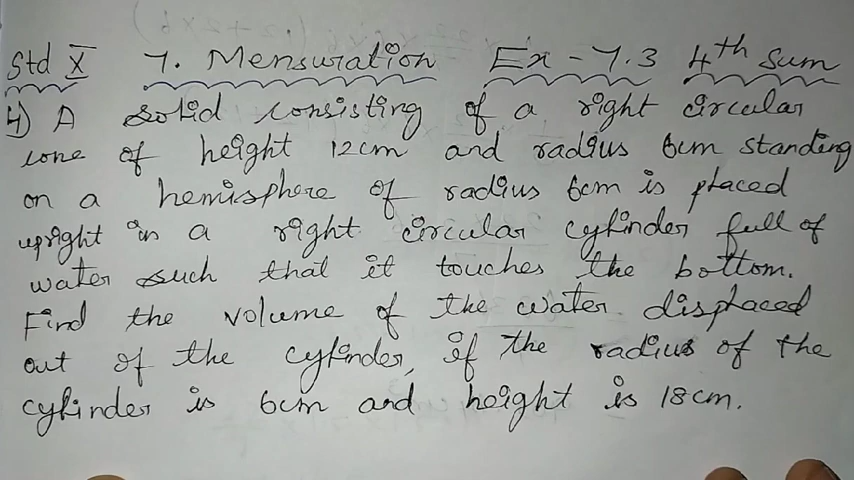 Std X 7. Mensuration Ex - 7.3 4th Sum
4) A solid consisting of a right circular
cone of height 12cm and radius 6cm standing
on a hemisphere of radius 6cm is placed
upright in a right circular cylinder full of
water such that it touches the bottom.
Find the volume of the water displaced
out of the cylinder, if the radius of the
cylinder is 6cm and height is 18cm.